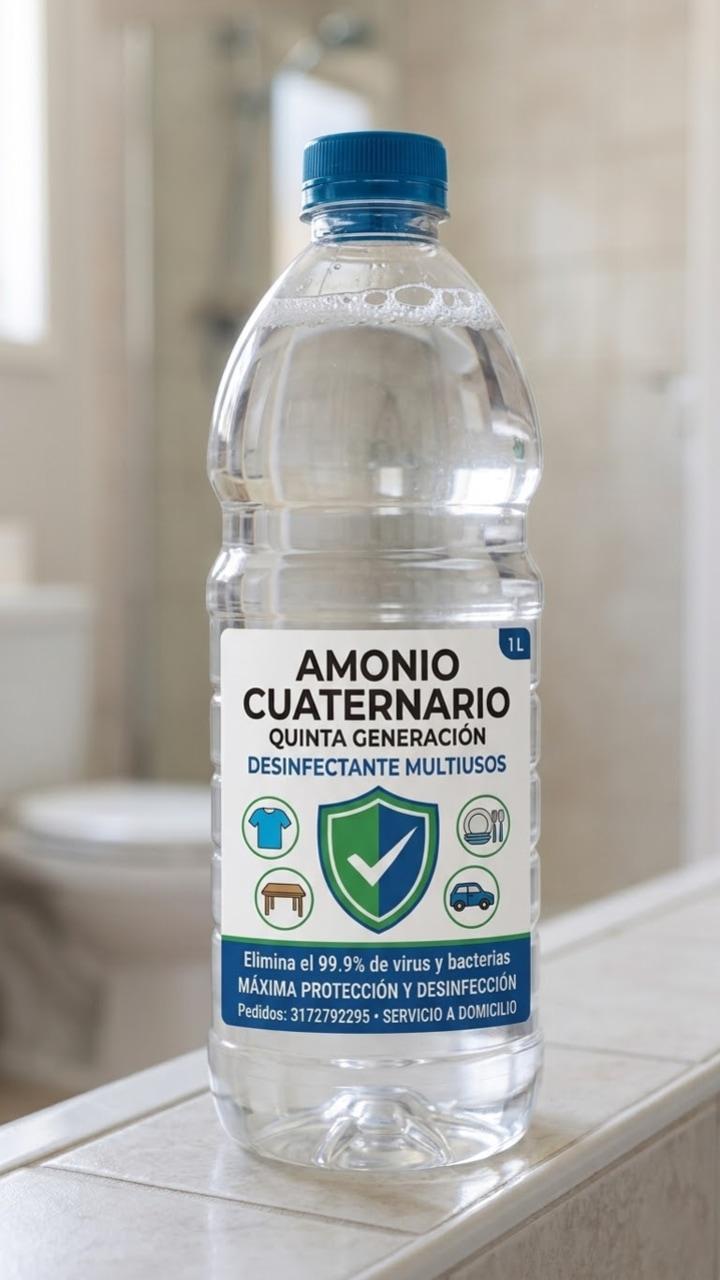 1 L
AMONIO
CUATERNARIO
QUINTA GENERACIÓN
DESINFECTANTE MULTIUSOS
Elimina el 99.9% de virus y bacterias
MÁXIMA PROTECCIÓN Y DESINFECCIÓN
Pedidos: 3172792295 • SERVICIO A DOMICILIO